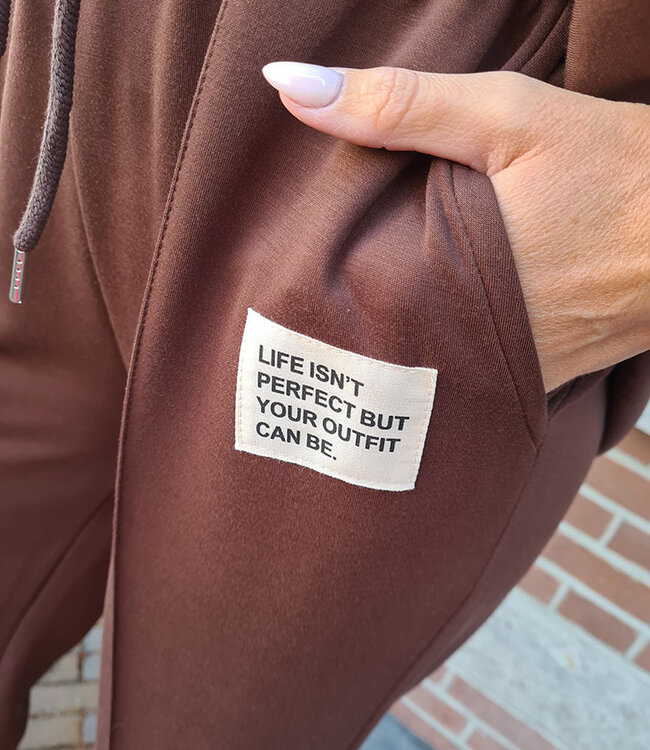 LIFE ISN'T
PERFECT BUT
YOUR OUTFIT
CAN BE.